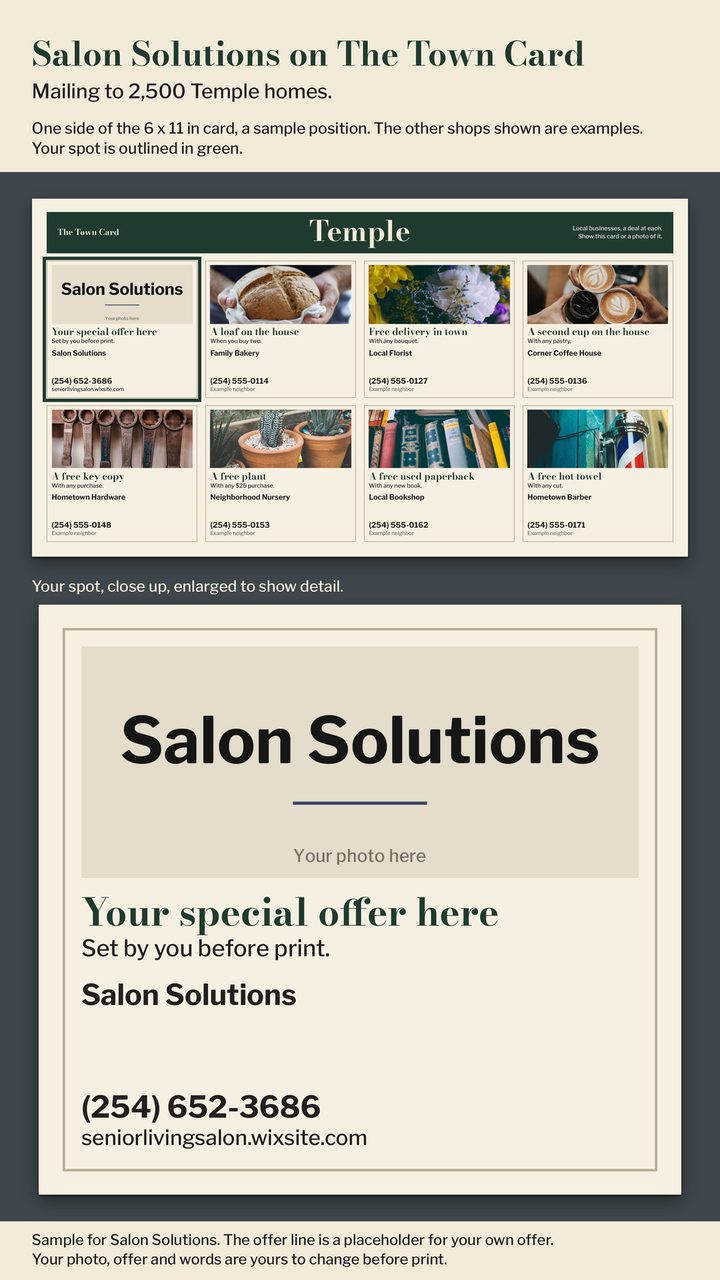 Salon Solutions on The Town Card
Mailing to 2,500 Temple homes.
One side of the 6 x 11 in card, a sample position. The other shops shown are examples.
Your spot is outlined in green.
The Town Card
Temple
Local businesses, a deal at each.
Show this card or a photo of it.
Salon Solutions
Your photo here
Your special offer here
Set by you before print.
Salon Solutions
(254) 652-3686
seniorlivingsalon.wixsite.com
A loaf on the house
When you buy two.
Family Bakery
(254) 555-0114
Example neighbor
Free delivery in town
With any bouquet.
Local Florist
(254) 555-0127
Example neighbor
A second cup on the house
With any pastry.
Corner Coffee House
(254) 555-0136
Example neighbor
A free key copy
With any purchase.
Hometown Hardware
(254) 555-0148
Example neighbor
A free plant
With any $25 purchase.
Neighborhood Nursery
(254) 555-0153
Example neighbor
A free used paperback
With any new book.
Local Bookshop
(254) 555-0162
Example neighbor
A free hot towel
With any cut.
Hometown Barber
(254) 555-0171
Example neighbor
Your spot, close up, enlarged to show detail.
Salon Solutions
Your photo here
Your special offer here
Set by you before print.
Salon Solutions
(254) 652-3686
seniorlivingsalon.wixsite.com
Sample for Salon Solutions. The offer line is a placeholder for your own offer.
Your photo, offer and words are yours to change before print.